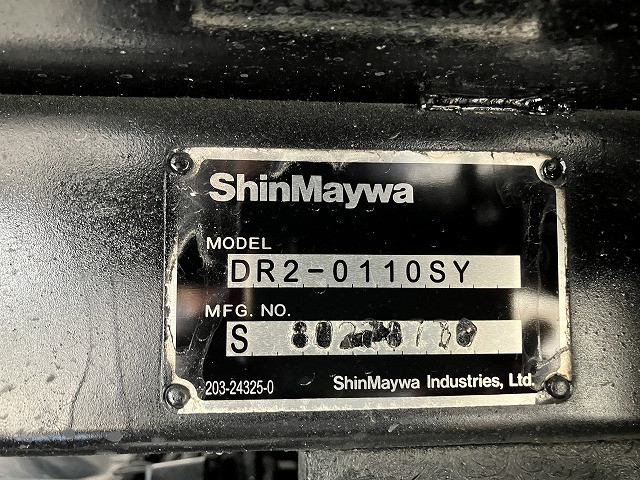 ShinMaywa
MODEL
DR2-0110SY
MFG. NO.
S
203-24325-0 ShinMaywa Industries, Ltd.